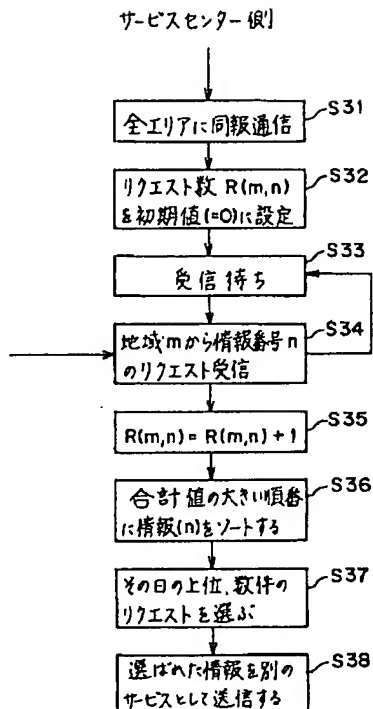 サービスセンター側
全エリアに同報通信
S31
リクエスト数 R(m,n)
を初期値(=0)に設定
S32
受信待ち
S33
地域mから情報番号n
のリクエスト受信
S34
R(m,n) = R(m,n) + 1
S35
合計値の大きい順番
に情報(n)をソートする
S36
その日の上位、数件の
リクエストを選ぶ
S37
選ばれた情報を別の
サービスとして送信する
S38